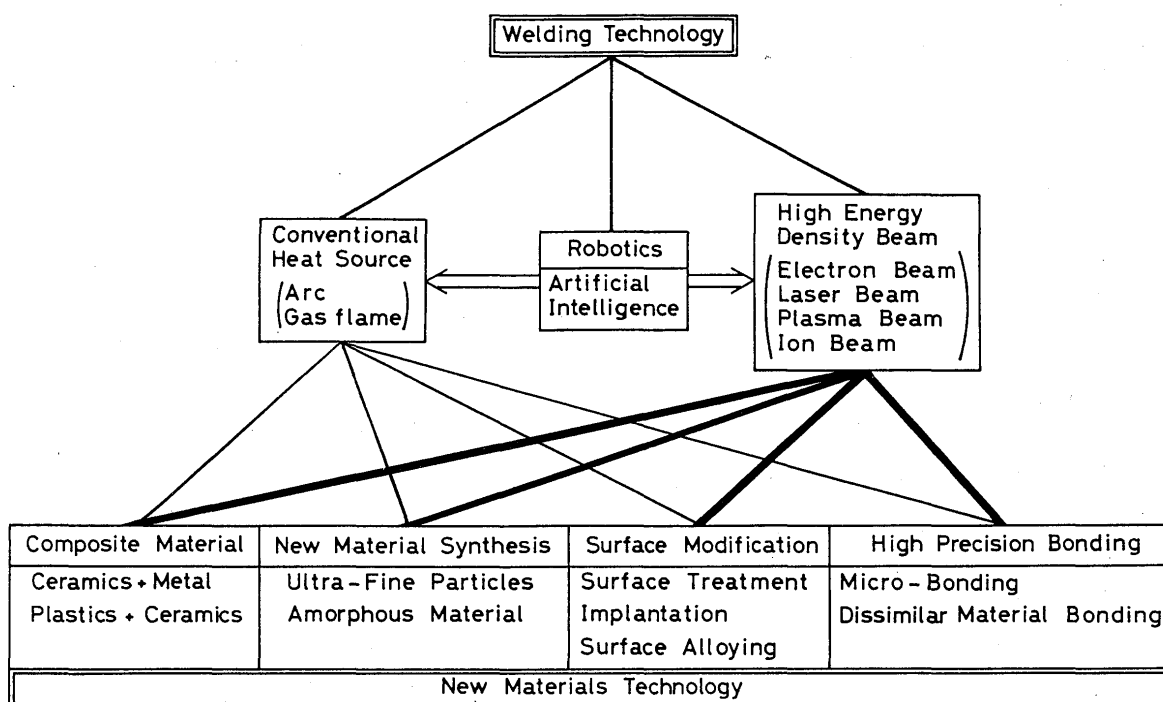 Welding Technology
Conventional
Heat Source
(Arc
Gas flame)
Robotics
Artificial
Intelligence
High Energy
Density Beam
(Electron Beam
Laser Beam
Plasma Beam
Ion Beam)
Composite Material
Ceramics + Metal
Plastics + Ceramics
New Material Synthesis
Ultra-Fine Particles
Amorphous Material
Surface Modification
Surface Treatment
Implantation
Surface Alloying
High Precision Bonding
Micro-Bonding
Dissimilar Material Bonding
New Materials Technology